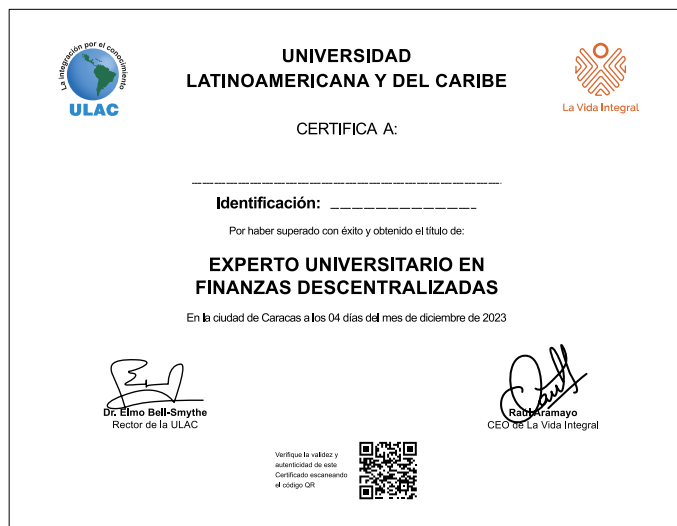 La integración por el conocimiento
ULAC
UNIVERSIDAD
LATINOAMERICANA Y DEL CARIBE
La Vida Integral
CERTIFICA A:
Identificación:
Por haber superado con éxito y obtenido el título de:
EXPERTO UNIVERSITARIO EN
FINANZAS DESCENTRALIZADAS
En la ciudad de Caracas a los 04 días del mes de diciembre de 2023
Dr. Elmo Bell-Smythe
Rector de la ULAC
Raúl Aramayo
CEO de La Vida Integral
Verifique la validez y
autenticidad de este
Certificado escaneando
el código QR